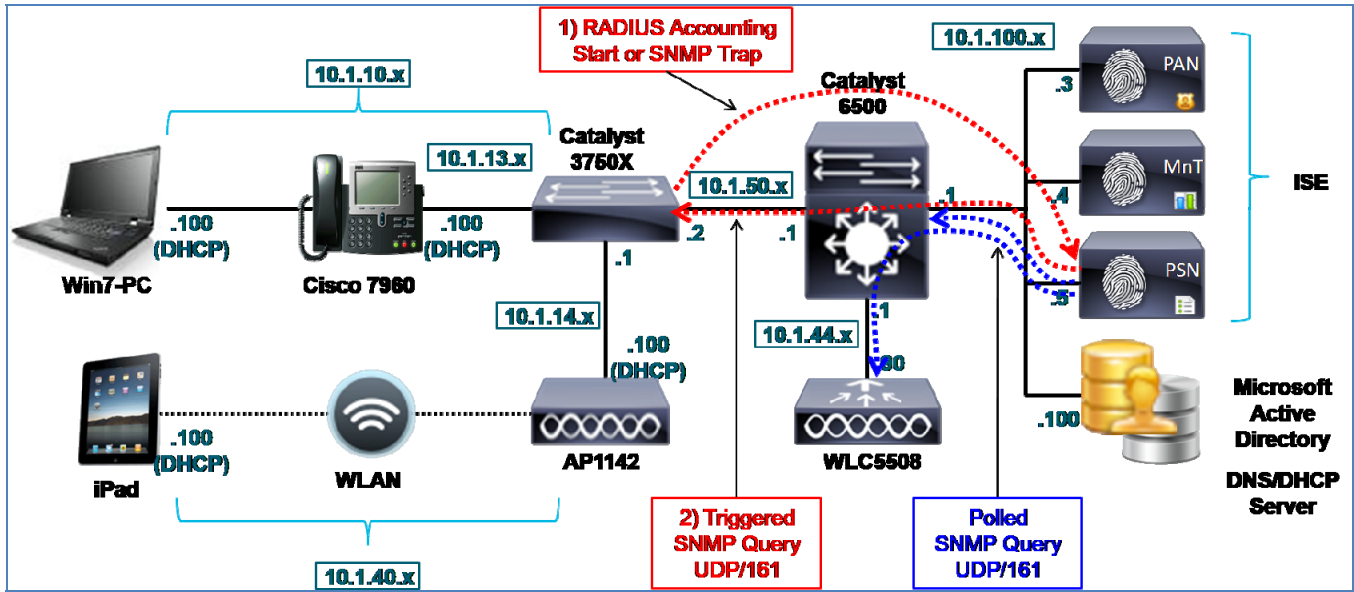 1) RADIUS Accounting
Start or SNMP Trap
10.1.100.x
PAN
.3
10.1.10.x
Catalyst
6500
Catalyst
3750X
10.1.13.x
MnT
.4
ISE
10.1.50.x
.1
.100
(DHCP)
.100
(DHCP)
.2
.1
.1
PSN
.5
Win7-PC
Cisco 7960
10.1.14.x
.1
10.1.44.x
.100
(DHCP)
.100
(DHCP)
.100
Microsoft
Active
Directory
DNS/DHCP
Server
iPad
WLAN
AP1142
WLC5508
2) Triggered
SNMP Query
UDP/161
Polled
SNMP Query
UDP/161
10.1.40.x